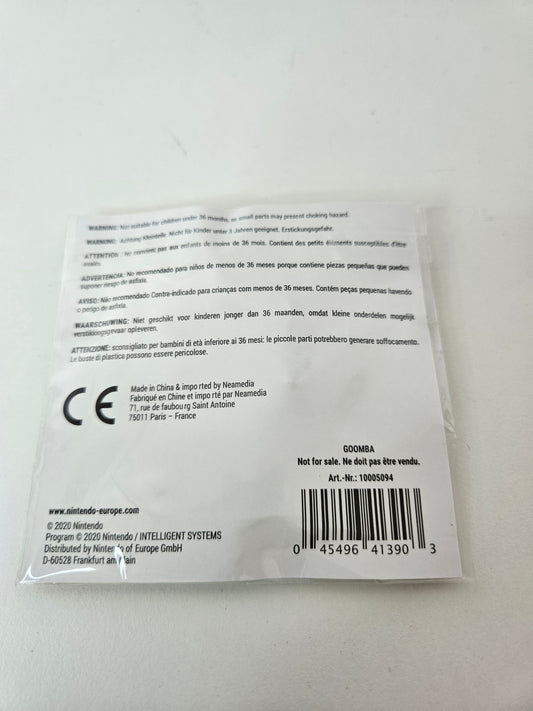 WARNING: Not suitable for children under 36 months, as small parts may present choking hazard.
WARNUNG: Achtung Kleinteile. Nicht für Kinder unter 3 Jahren geeignet. Erstickungsgefahr.
ATTENTION : Ne convient pas aux enfants de moins de 36 mois. Contient des petits éléments susceptibles d'être
avalés.
ADVERTENCIA: No recomendado para niños de menos de 36 meses porque contiene piezas pequeñas que pueden
suponer riesgo de asfixia.
AVISO: Não recomendado Contra-indicado para crianças com menos de 36 meses. Contém peças pequenas havendo
o perigo de asfixia.
WAARSCHUWING: Niet geschikt voor kinderen jonger dan 36 maanden, omdat kleine onderdelen mogelijk
verstikkingsgevaar opleveren.
ATTENZIONE: sconsigliato per bambini di età inferiore ai 36 mesi: le piccole parti potrebbero generare soffocamento.
Le buste di plastica possono essere pericolose.
CE
Made in China & imported by Neamedia
Fabriqué en Chine et importé par Neamedia
71, rue de faubourg Saint Antoine
75011 Paris – France
GOOMBA
Not for sale. Ne doit pas être vendu.
Art.-Nr.: 10005094
www.nintendo-europe.com
© 2020 Nintendo
Program © 2020 Nintendo / INTELLIGENT SYSTEMS
Distributed by Nintendo of Europe GmbH
D-60528 Frankfurt am Main
0 45496 41390 3